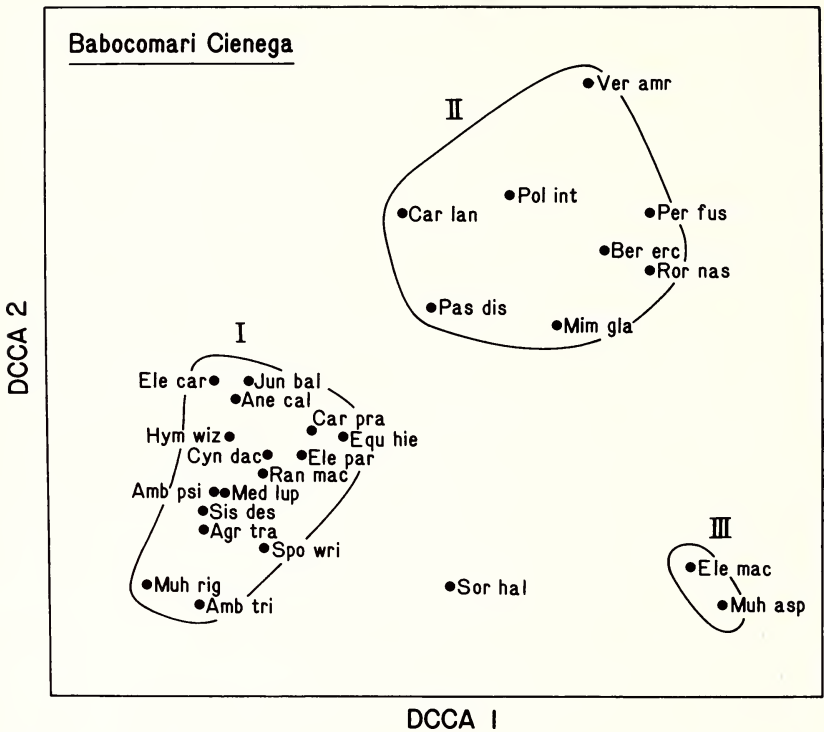 Babocomari Cienega
Ver amr
II
Pol int
Car lan
Per fus
Ber erc
Ror nas
Pas dis
Mim gla
DCCA 2
I
Ele car
Jun bal
Ane cal
Car pra
Hym wiz
Equ hie
Cyn dac
Ele par
Ran mac
Amb psi
Med lup
Sis des
Agr tra
Spo wri
III
Ele mac
Muh rig
Sor hal
Amb tri
Muh asp
DCCA 1